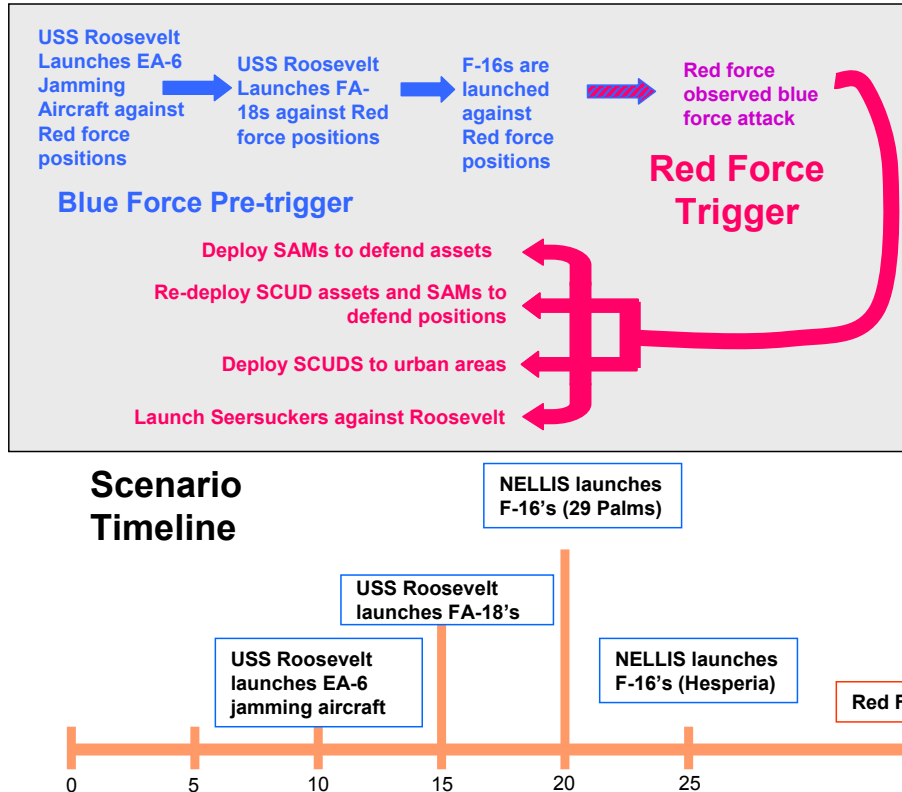 USS Roosevelt
Launches EA-6
Jamming
Aircraft against
Red force
positions
USS Roosevelt
Launches FA-
18s against Red
force positions
F-16s are
launched
against
Red force
positions
Red force
observed blue
force attack
Blue Force Pre-trigger
Red Force
Trigger
Deploy SAMs to defend assets
Re-deploy SCUD assets and SAMs to
defend positions
Deploy SCUDS to urban areas
Launch Seersuckers against Roosevelt
Scenario
Timeline
NELLIS launches
F-16's (29 Palms)
USS Roosevelt
launches FA-18's
USS Roosevelt
launches EA-6
jamming aircraft
NELLIS launches
F-16's (Hesperia)
Red F
0 5 10 15 20 25